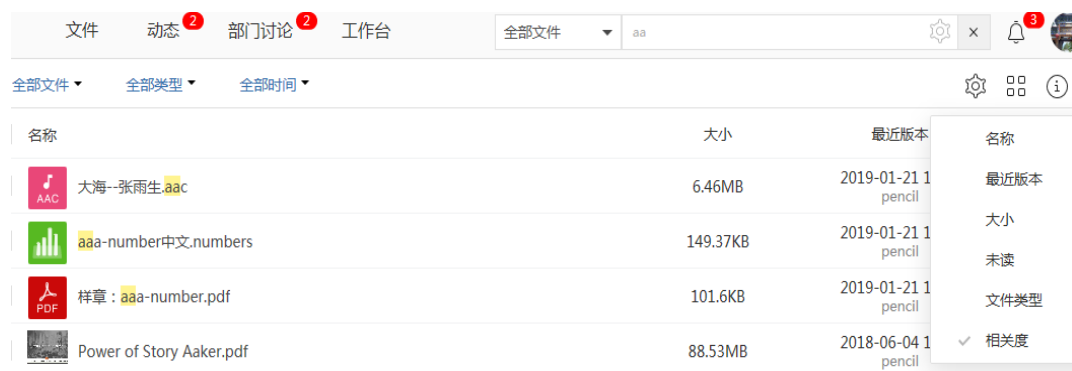 文件 动态 2 部门讨论 2 工作台 全部文件 aa 3
全部文件 全部类型 全部时间
名称 大小 最近版本
AAC 大海--张雨生.aac 6.46MB 2019-01-21 1
pencil
aaa-number中文.numbers 149.37KB 2019-01-21 1
pencil
PDF 样章：aaa-number.pdf 101.6KB 2019-01-21 1
pencil
Power of Story Aaker.pdf 88.53MB 2018-06-04 1
pencil
名称
最近版本
大小
未读
文件类型
相关度